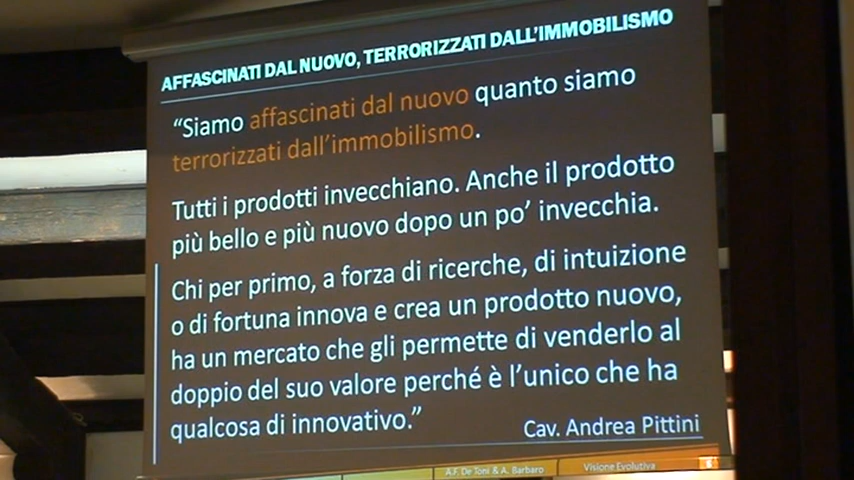 AFFASCINATI DAL NUOVO, TERRORIZZATI DALL'IMMOBILISMO
“Siamo affascinati dal nuovo quanto siamo
terrorizzati dall’immobilismo.
Tutti i prodotti invecchiano. Anche il prodotto
più bello e più nuovo dopo un po’ invecchia.
Chi per primo, a forza di ricerche, di intuizione
o di fortuna innova e crea un prodotto nuovo,
ha un mercato che gli permette di venderlo al
doppio del suo valore perché è l’unico che ha
qualcosa di innovativo.”
Cav. Andrea Pittini
A.F. De Toni & A. Barbaro
Visione Evolutiva